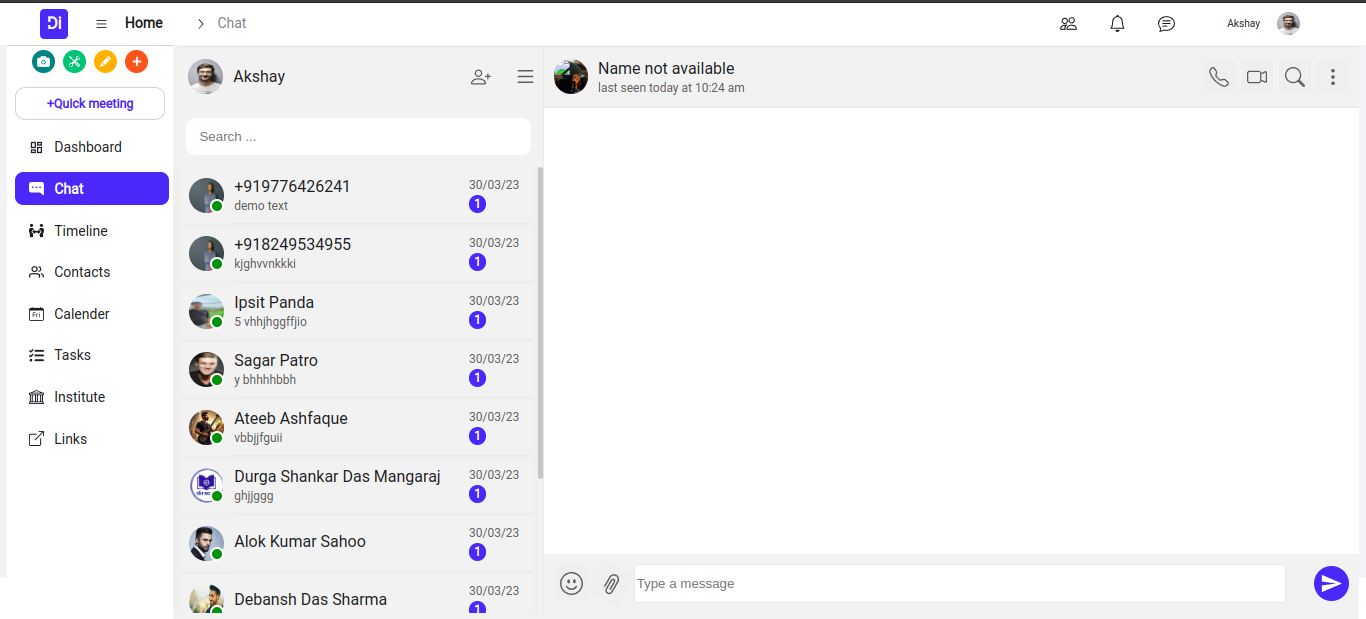 Di Home Chat Akshay
+Quick meeting
Dashboard
Chat
Timeline
Contacts
Fri Calender
Tasks
Institute
Links
Akshay
Search ...
+919776426241 30/03/23
demo text 1
+918249534955 30/03/23
kjghvvnkkki 1
Ipsit Panda 30/03/23
5 vhhjhggffjio 1
Sagar Patro 30/03/23
y bhhhhbbh 1
Ateeb Ashfaque 30/03/23
vbbjjfguii 1
Durga Shankar Das Mangaraj 30/03/23
ghjjggg 1
Alok Kumar Sahoo 30/03/23
1
Debansh Das Sharma 30/03/23
1
Name not available
last seen today at 10:24 am
Type a message